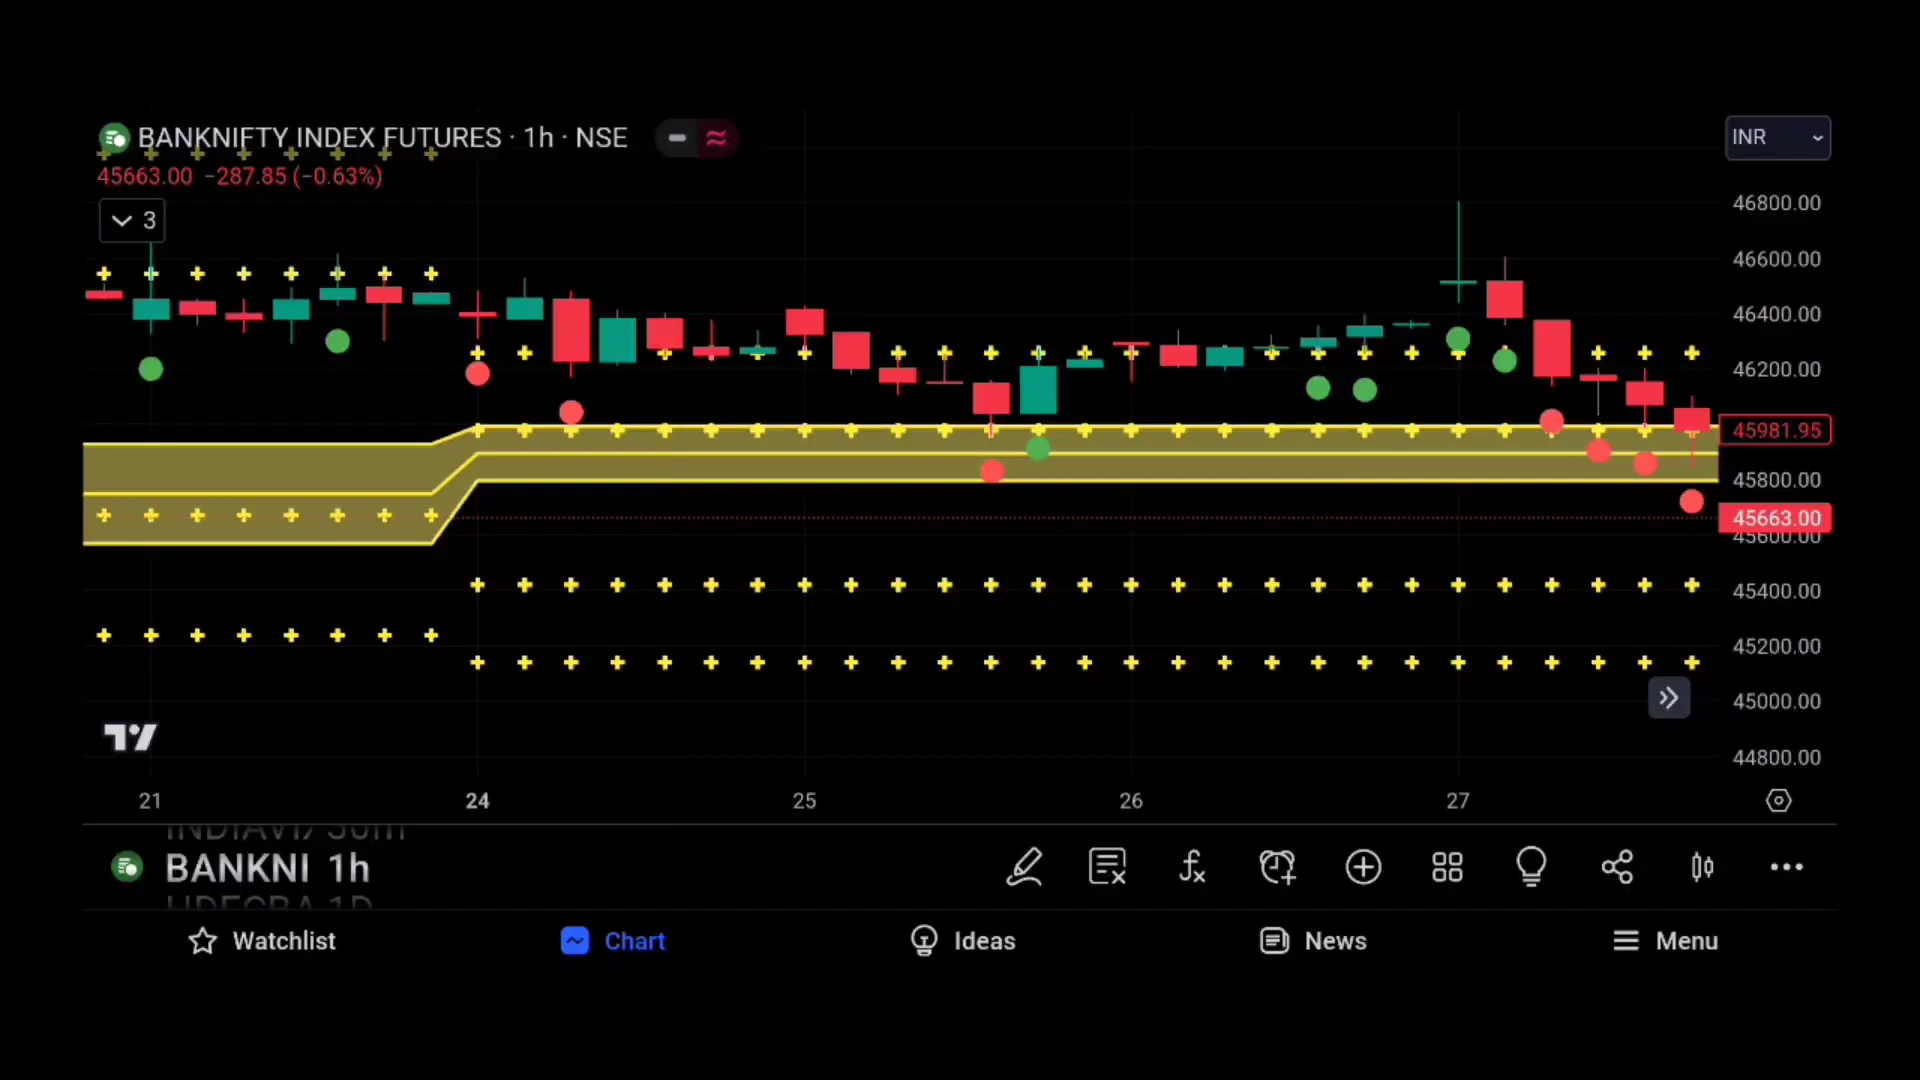 BANKNIFTY INDEX FUTURES · 1h · NSE
INR
45663.00 −287.85 (−0.63%)
3
46800.00
46600.00
46400.00
46200.00
45981.95
45800.00
45663.00
45600.00
45400.00
45200.00
45000.00
44800.00
21 24 25 26 27
BANKNI 1h
Watchlist Chart Ideas News Menu